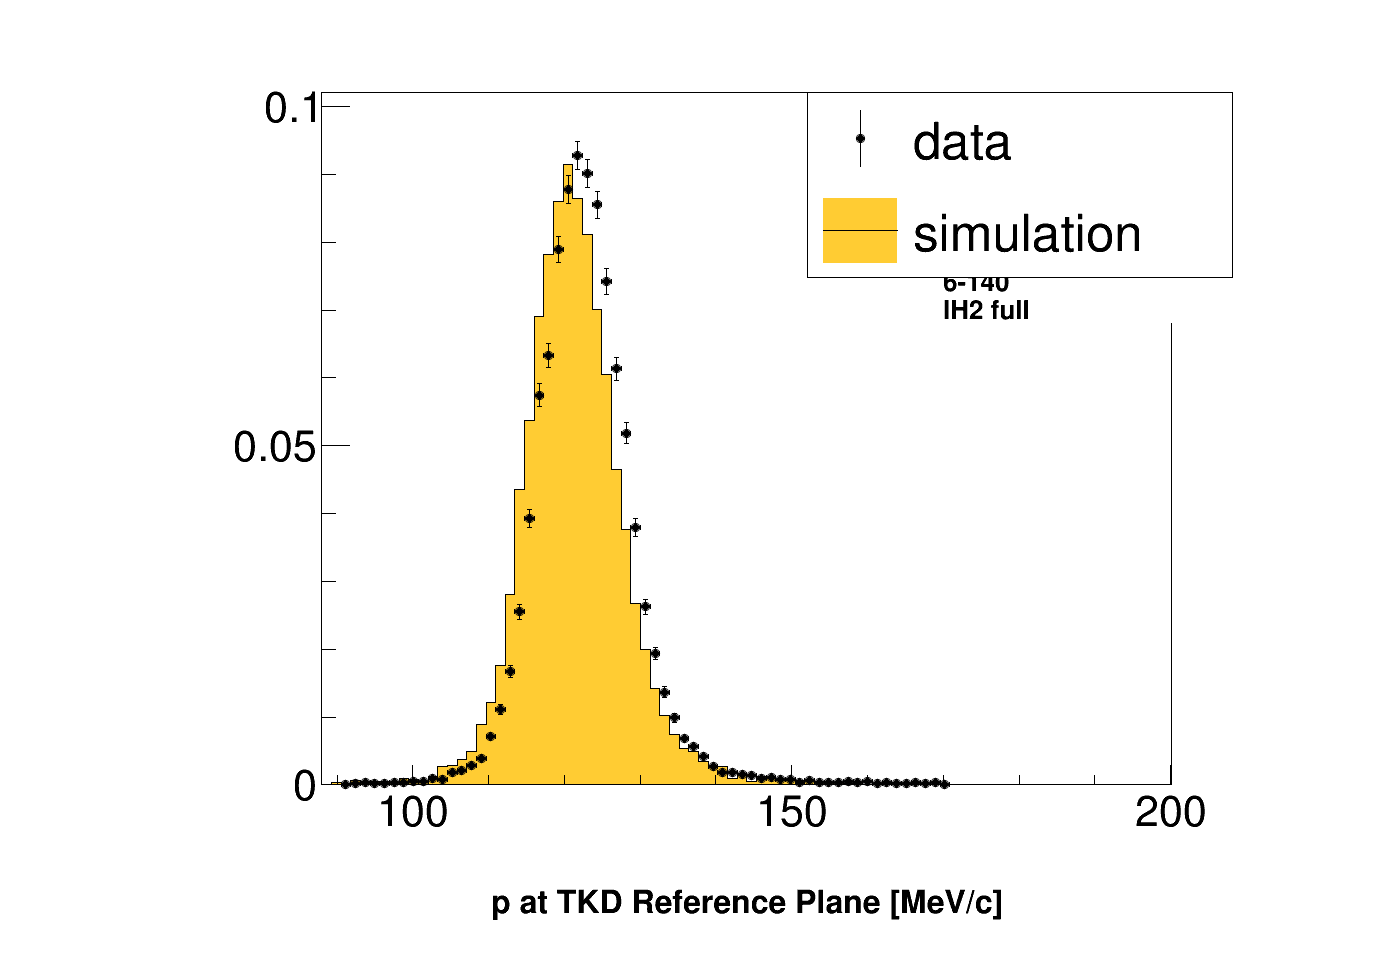 0.1
data
simulation
6-140
lH2 full
0.05
0
100
150
200
p at TKD Reference Plane [MeV/c]